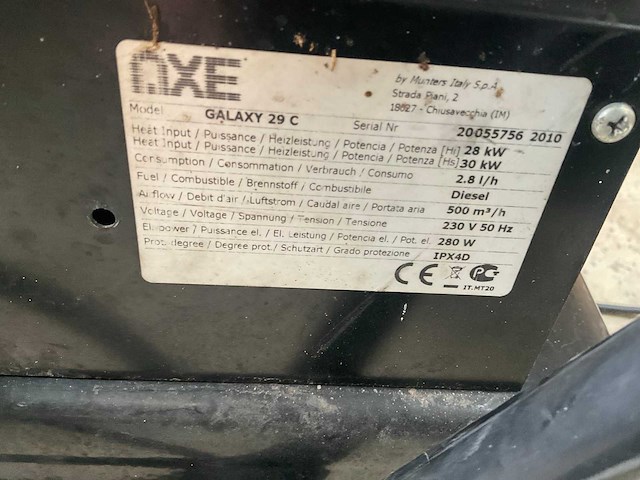 AXE
by Munters Italy S.p.A.
Strada Piani, 2
18027 - Chiusavecchia (IM)
Model GALAXY 29 C Serial Nr 20055756 2010
Heat Input / Puissance / Heizleistung / Potencia / Potenza [Hi] 28 kW
Heat Input / Puissance / Heizleistung / Potencia / Potenza [Hs] 30 kW
Consumption / Consommation / Verbrauch / Consumo 2.8 l/h
Fuel / Combustible / Brennstoff / Combustibile Diesel
Air flow / Debit d'air / Luftstrom / Caudal aire / Portata aria 500 m³/h
Voltage / Voltage / Spannung / Tension / Tensione 230 V 50 Hz
El. power / Puissance el. / El. Leistung / Potencia el. / Pot. el. 280 W
Prot. degree / Degree prot. / Schutzart / Grado protezione IPX4D
CE PC
IT.MT20